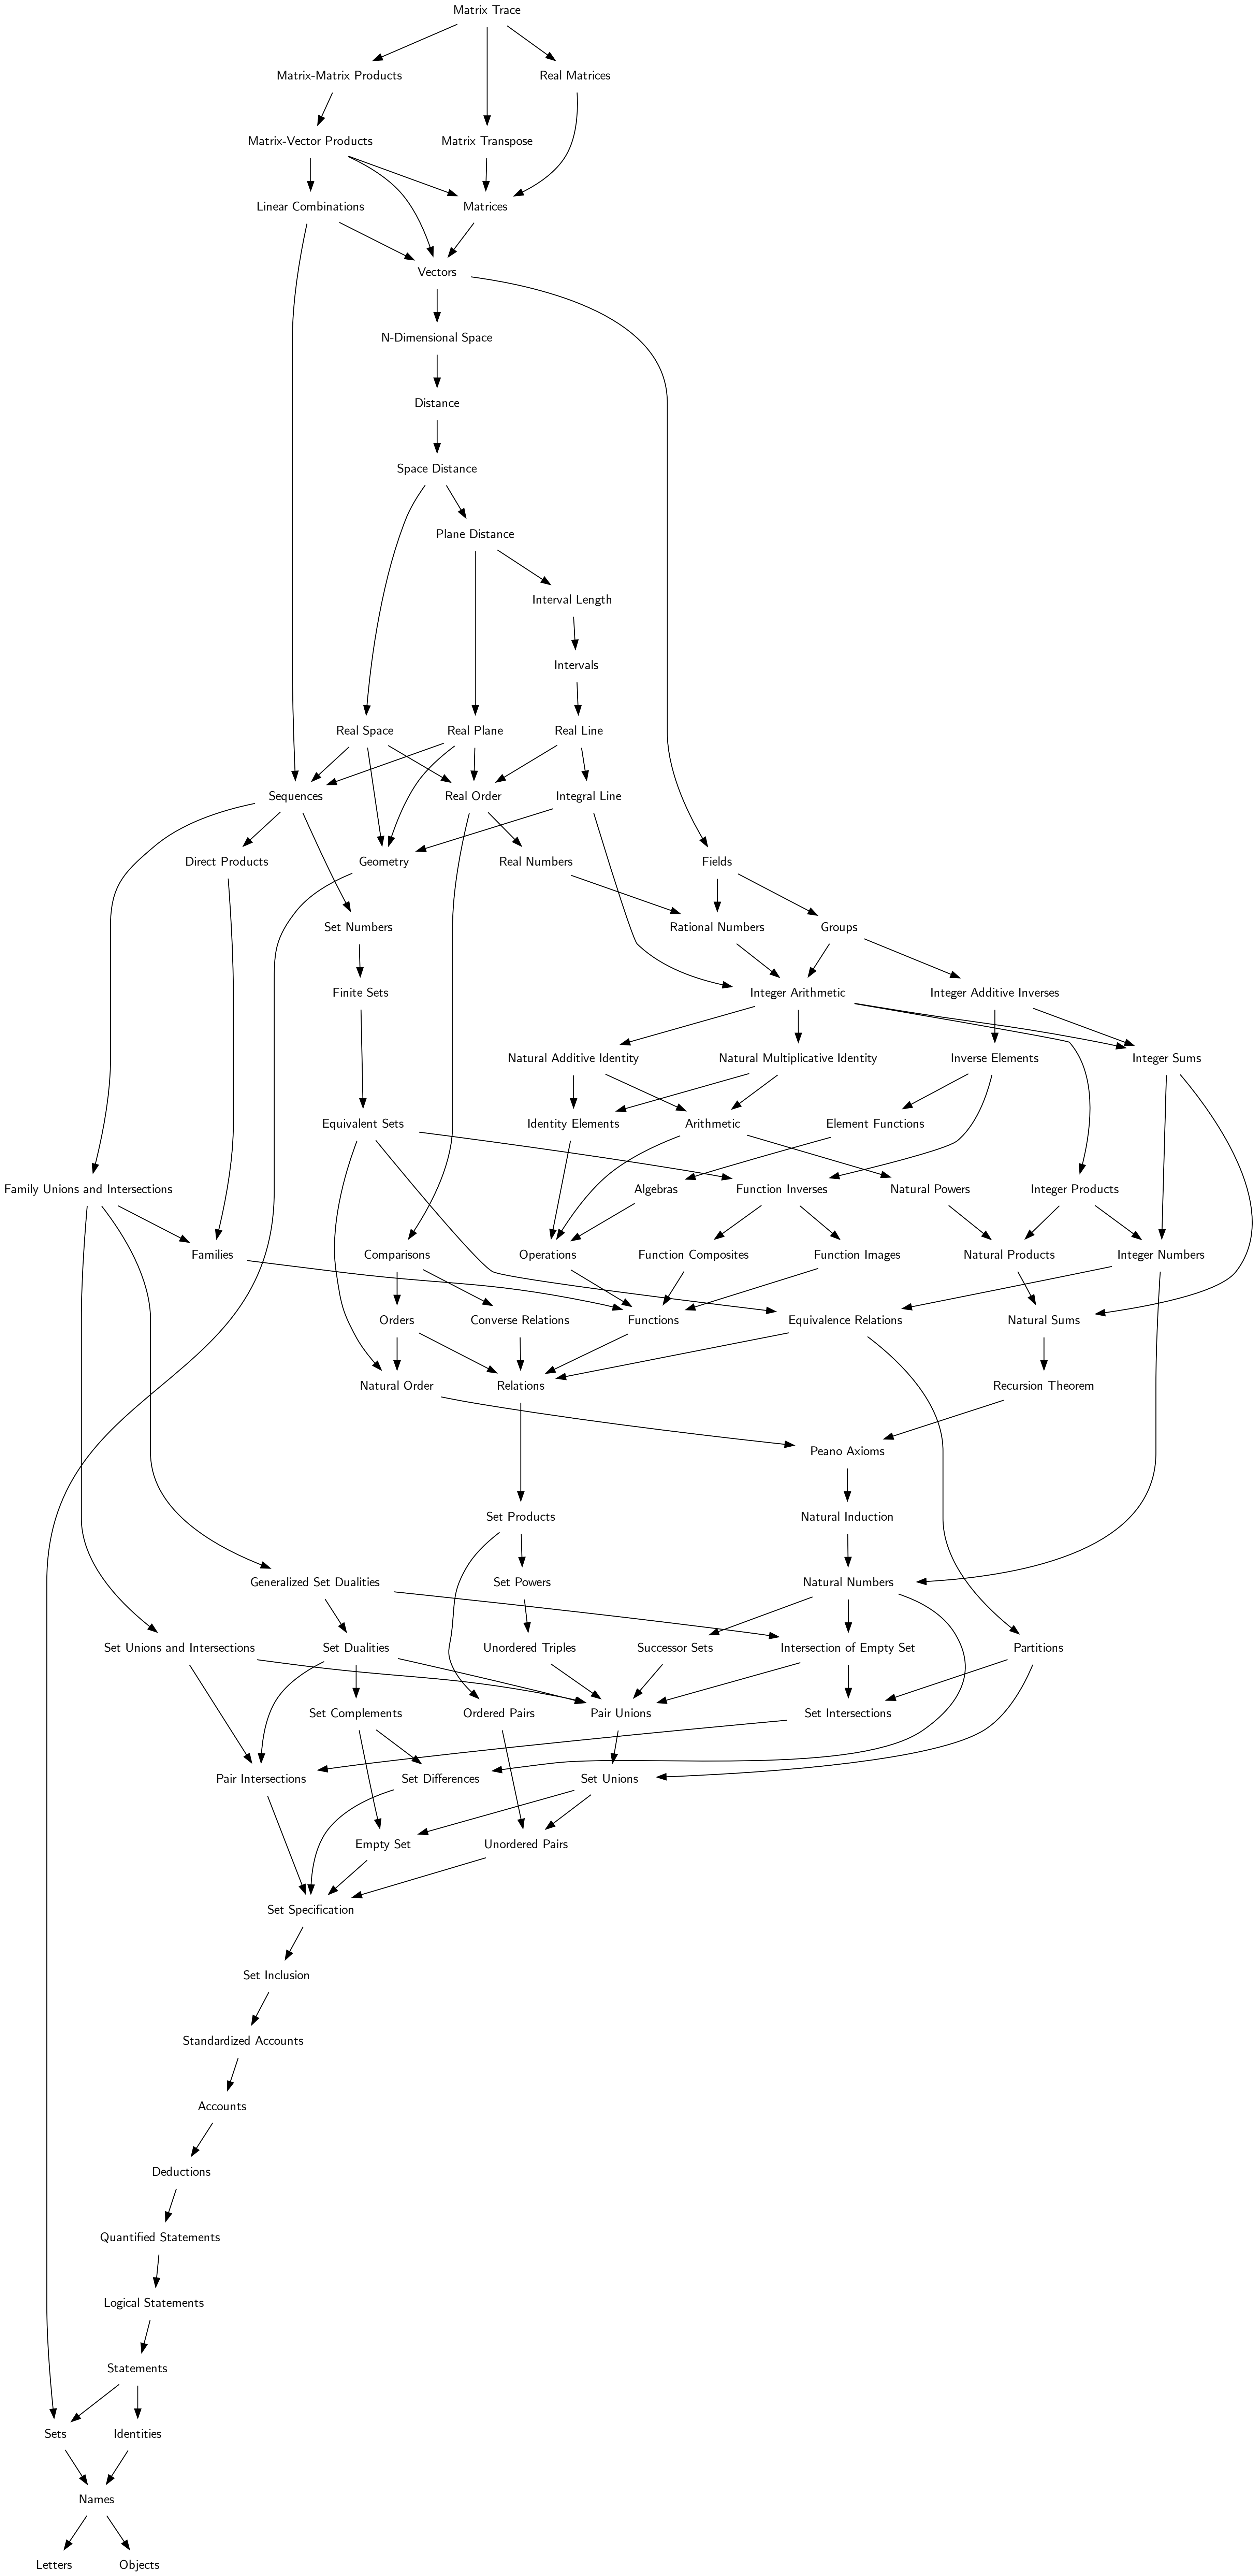 Matrix Trace
Matrix-Matrix Products
Real Matrices
Matrix-Vector Products
Matrix Transpose
Linear Combinations
Matrices
Vectors
N-Dimensional Space
Distance
Space Distance
Plane Distance
Interval Length
Intervals
Real Space
Real Plane
Real Line
Sequences
Real Order
Integral Line
Direct Products
Geometry
Real Numbers
Fields
Set Numbers
Rational Numbers
Groups
Finite Sets
Integer Arithmetic
Integer Additive Inverses
Natural Additive Identity
Natural Multiplicative Identity
Inverse Elements
Integer Sums
Equivalent Sets
Identity Elements
Arithmetic
Element Functions
Family Unions and Intersections
Algebras
Function Inverses
Natural Powers
Integer Products
Families
Comparisons
Operations
Function Composites
Function Images
Natural Products
Integer Numbers
Orders
Converse Relations
Functions
Equivalence Relations
Natural Sums
Natural Order
Relations
Recursion Theorem
Peano Axioms
Set Products
Natural Induction
Generalized Set Dualities
Set Powers
Natural Numbers
Set Unions and Intersections
Set Dualities
Unordered Triples
Successor Sets
Intersection of Empty Set
Partitions
Set Complements
Ordered Pairs
Pair Unions
Set Intersections
Pair Intersections
Set Differences
Set Unions
Empty Set
Unordered Pairs
Set Specification
Set Inclusion
Standardized Accounts
Accounts
Deductions
Quantified Statements
Logical Statements
Statements
Sets
Identities
Names
Letters
Objects